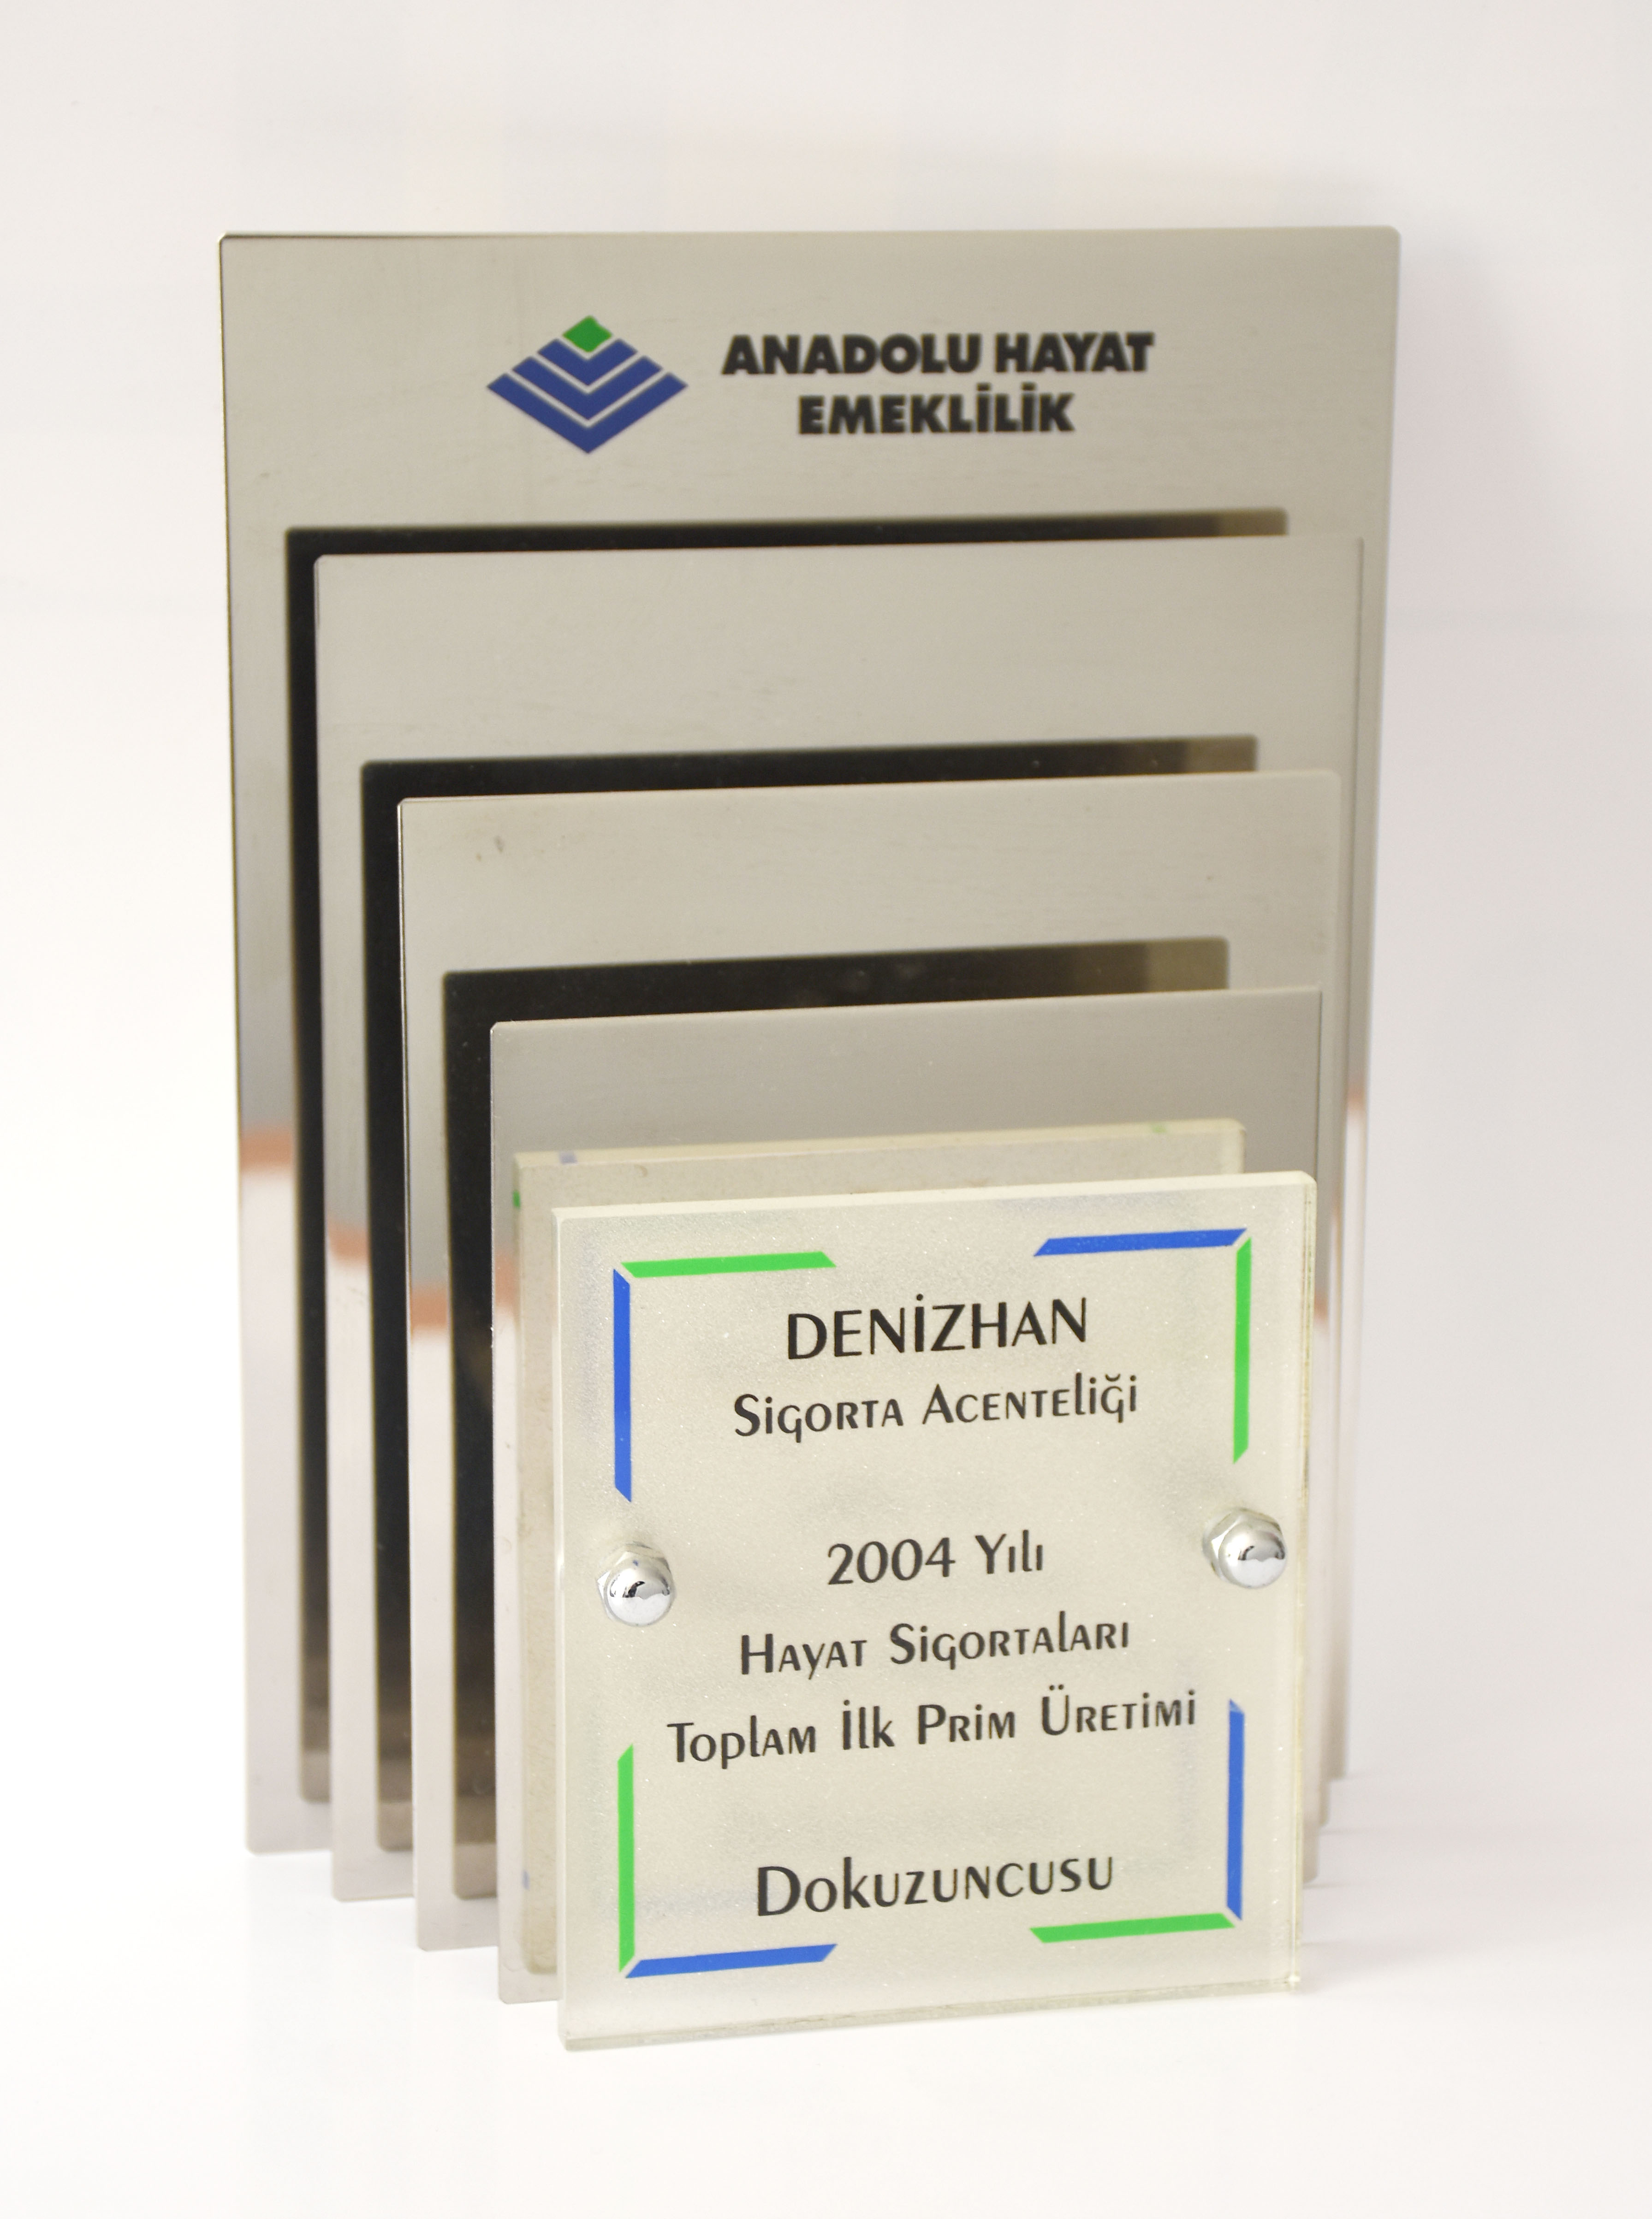 ANADOLU HAYAT
EMEKLİLİK
DENİZHAN
Sigorta Acenteliği
2004 Yılı
Hayat Sigortaları
Toplam İlk Prim Üretimi
Dokuzuncusu